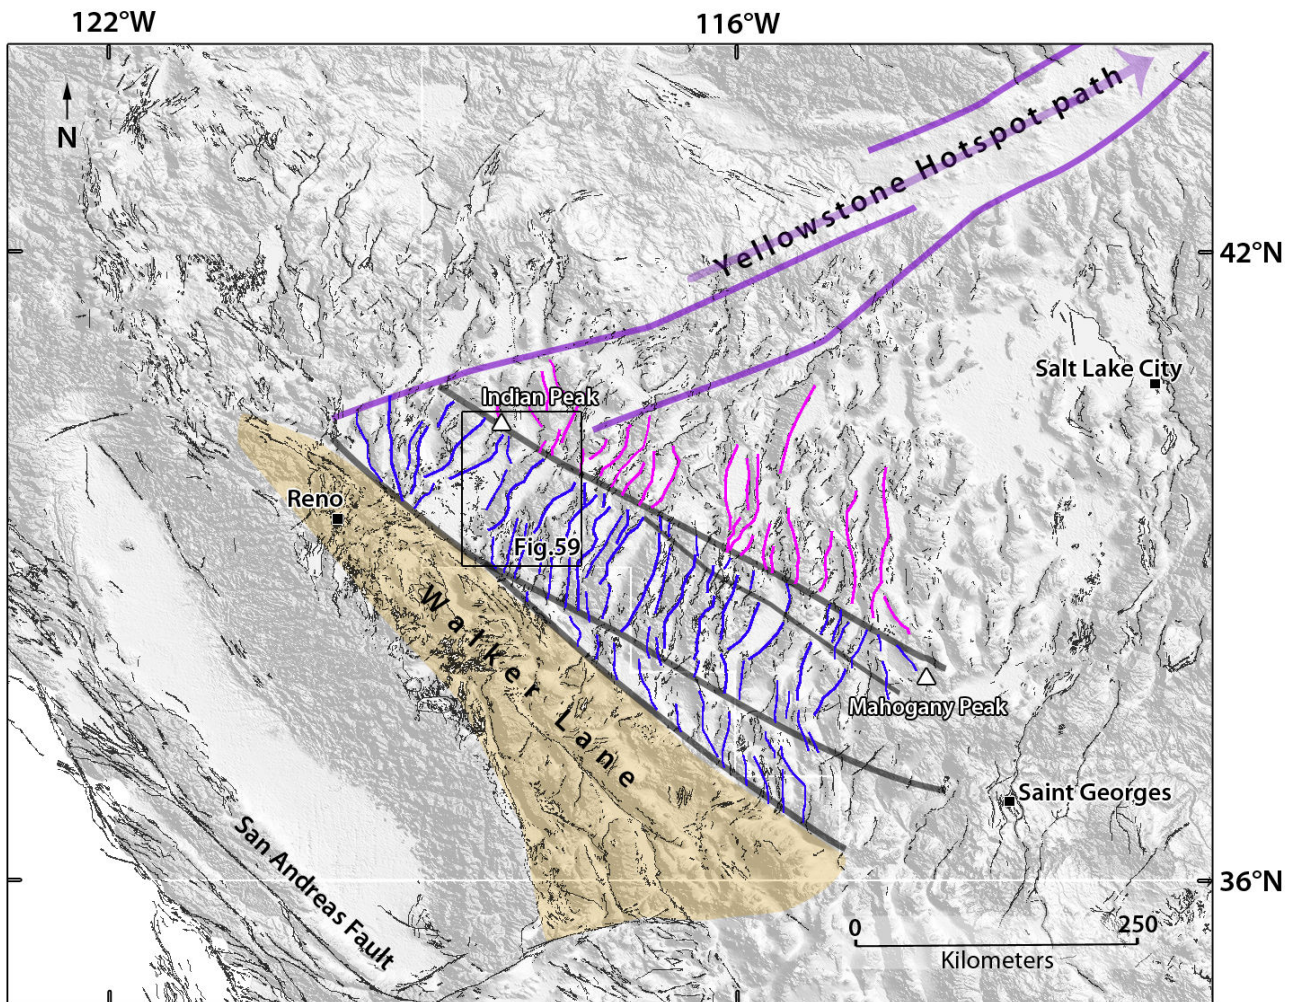 122°W
116°W
N
Yellowstone Hotspot path
42°N
Salt Lake City
Indian Peak
Reno
Fig.59
Walker Lane
Mahogany Peak
Saint Georges
San Andreas Fault
36°N
0 250
Kilometers